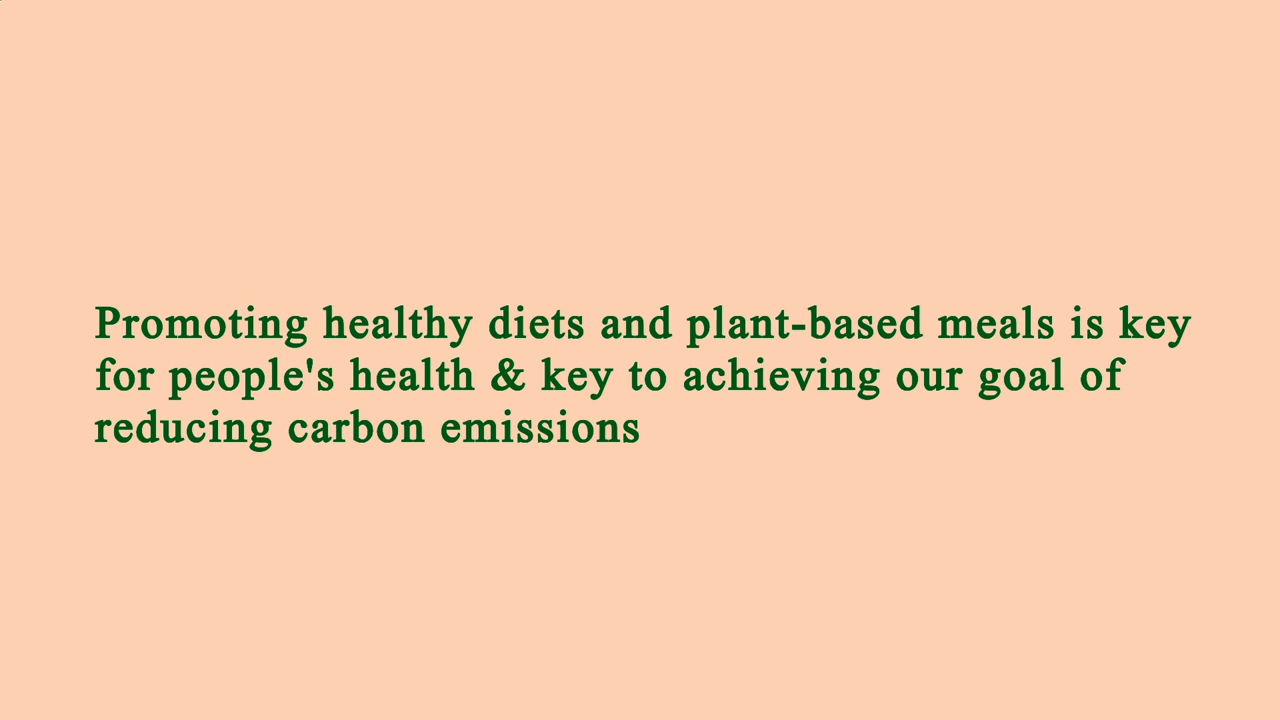 Promoting healthy diets and plant-based meals is key
for people's health & key to achieving our goal of
reducing carbon emissions